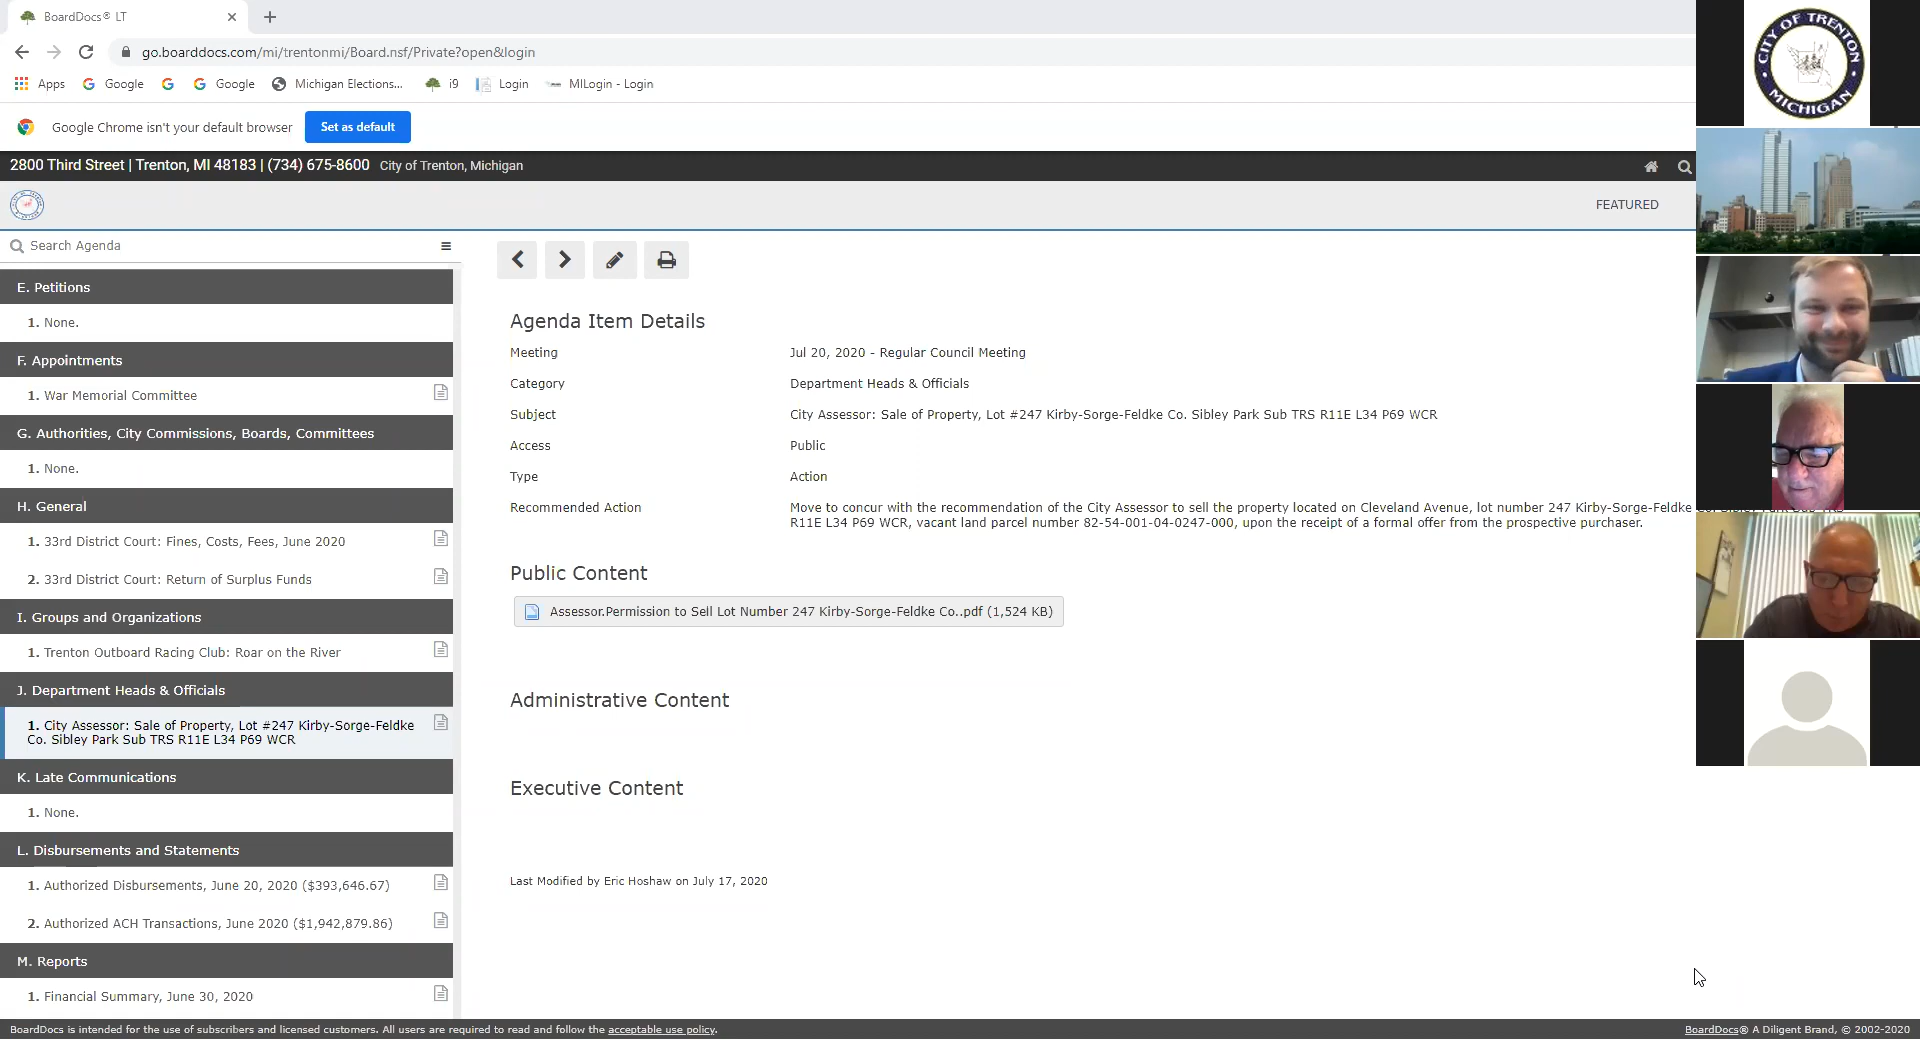 BoardDocs® LT
go.boarddocs.com/mi/trentonmi/Board.nsf/Private?open&login
Apps Google Google Michigan Elections... i9 Login MILogin - Login
Google Chrome isn't your default browser Set as default
2800 Third Street | Trenton, MI 48183 | (734) 675-8600 City of Trenton, Michigan
FEATURED
Search Agenda
E. Petitions
1. None.
F. Appointments
1. War Memorial Committee
G. Authorities, City Commissions, Boards, Committees
1. None.
H. General
1. 33rd District Court: Fines, Costs, Fees, June 2020
2. 33rd District Court: Return of Surplus Funds
I. Groups and Organizations
1. Trenton Outboard Racing Club: Roar on the River
J. Department Heads & Officials
1. City Assessor: Sale of Property, Lot #247 Kirby-Sorge-Feldke
Co. Sibley Park Sub TRS R11E L34 P69 WCR
K. Late Communications
1. None.
L. Disbursements and Statements
1. Authorized Disbursements, June 20, 2020 ($393,646.67)
2. Authorized ACH Transactions, June 2020 ($1,942,879.86)
M. Reports
1. Financial Summary, June 30, 2020
Agenda Item Details
Meeting Jul 20, 2020 - Regular Council Meeting
Category Department Heads & Officials
Subject City Assessor: Sale of Property, Lot #247 Kirby-Sorge-Feldke Co. Sibley Park Sub TRS R11E L34 P69 WCR
Access Public
Type Action
Recommended Action Move to concur with the recommendation of the City Assessor to sell the property located on Cleveland Avenue, lot number 247 Kirby-Sorge-Feldke
R11E L34 P69 WCR, vacant land parcel number 82-54-001-04-0247-000, upon the receipt of a formal offer from the prospective purchaser.
Public Content
Assessor.Permission to Sell Lot Number 247 Kirby-Sorge-Feldke Co..pdf (1,524 KB)
Administrative Content
Executive Content
Last Modified by Eric Hoshaw on July 17, 2020
BoardDocs is intended for the use of subscribers and licensed customers. All users are required to read and follow the acceptable use policy.
BoardDocs® A Diligent Brand, © 2002-2020
CITY OF TRENTON
MICHIGAN